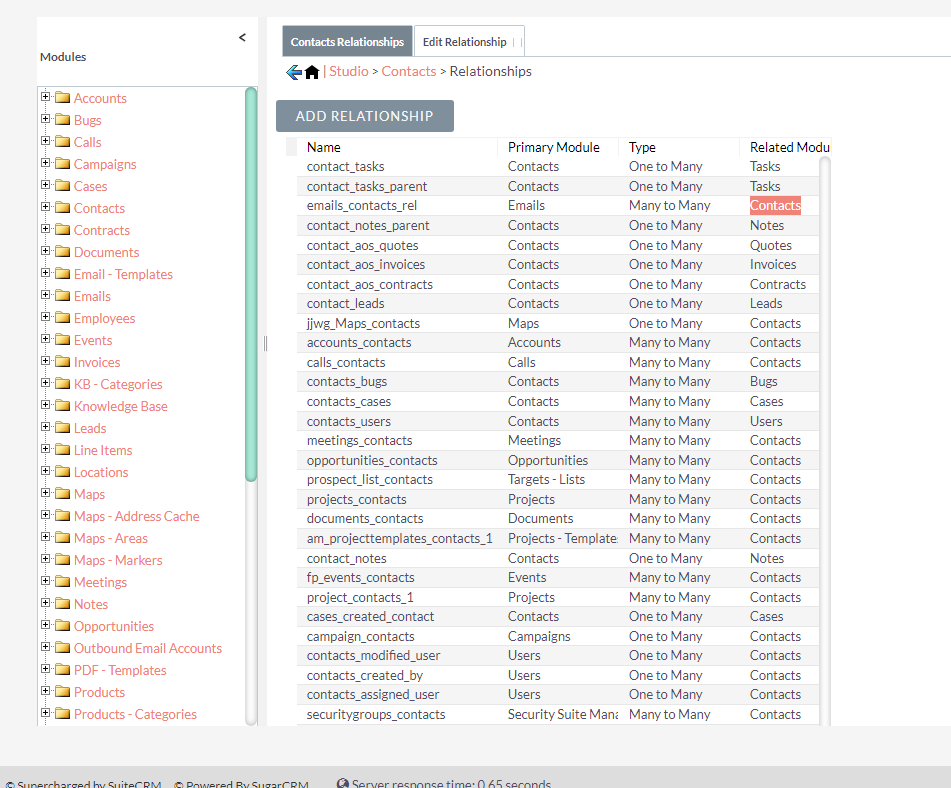 <
Modules
Accounts
Bugs
Calls
Campaigns
Cases
Contacts
Contracts
Documents
Email - Templates
Emails
Employees
Events
Invoices
KB - Categories
Knowledge Base
Leads
Line Items
Locations
Maps
Maps - Address Cache
Maps - Areas
Maps - Markers
Meetings
Notes
Opportunities
Outbound Email Accounts
PDF - Templates
Products
Products - Categories
Contacts Relationships Edit Relationship
| Studio > Contacts > Relationships
ADD RELATIONSHIP
Name Primary Module Type Related Modu
contact_tasks Contacts One to Many Tasks
contact_tasks_parent Contacts One to Many Tasks
emails_contacts_rel Emails Many to Many Contacts
contact_notes_parent Contacts One to Many Notes
contact_aos_quotes Contacts One to Many Quotes
contact_aos_invoices Contacts One to Many Invoices
contact_aos_contracts Contacts One to Many Contracts
contact_leads Contacts One to Many Leads
jjwg_Maps_contacts Maps One to Many Contacts
accounts_contacts Accounts Many to Many Contacts
calls_contacts Calls Many to Many Contacts
contacts_bugs Contacts Many to Many Bugs
contacts_cases Contacts Many to Many Cases
contacts_users Contacts Many to Many Users
meetings_contacts Meetings Many to Many Contacts
opportunities_contacts Opportunities Many to Many Contacts
prospect_list_contacts Targets - Lists Many to Many Contacts
projects_contacts Projects Many to Many Contacts
documents_contacts Documents Many to Many Contacts
am_projecttemplates_contacts_1 Projects - Templates Many to Many Contacts
contact_notes Contacts One to Many Notes
fp_events_contacts Events Many to Many Contacts
project_contacts_1 Projects Many to Many Contacts
cases_created_contact Contacts One to Many Cases
campaign_contacts Campaigns One to Many Contacts
contacts_modified_user Users One to Many Contacts
contacts_created_by Users One to Many Contacts
contacts_assigned_user Users One to Many Contacts
securitygroups_contacts Security Suite Mana Many to Many Contacts
© Supercharged by SuiteCRM © Powered By SugarCRM Server response time: 0.65 seconds